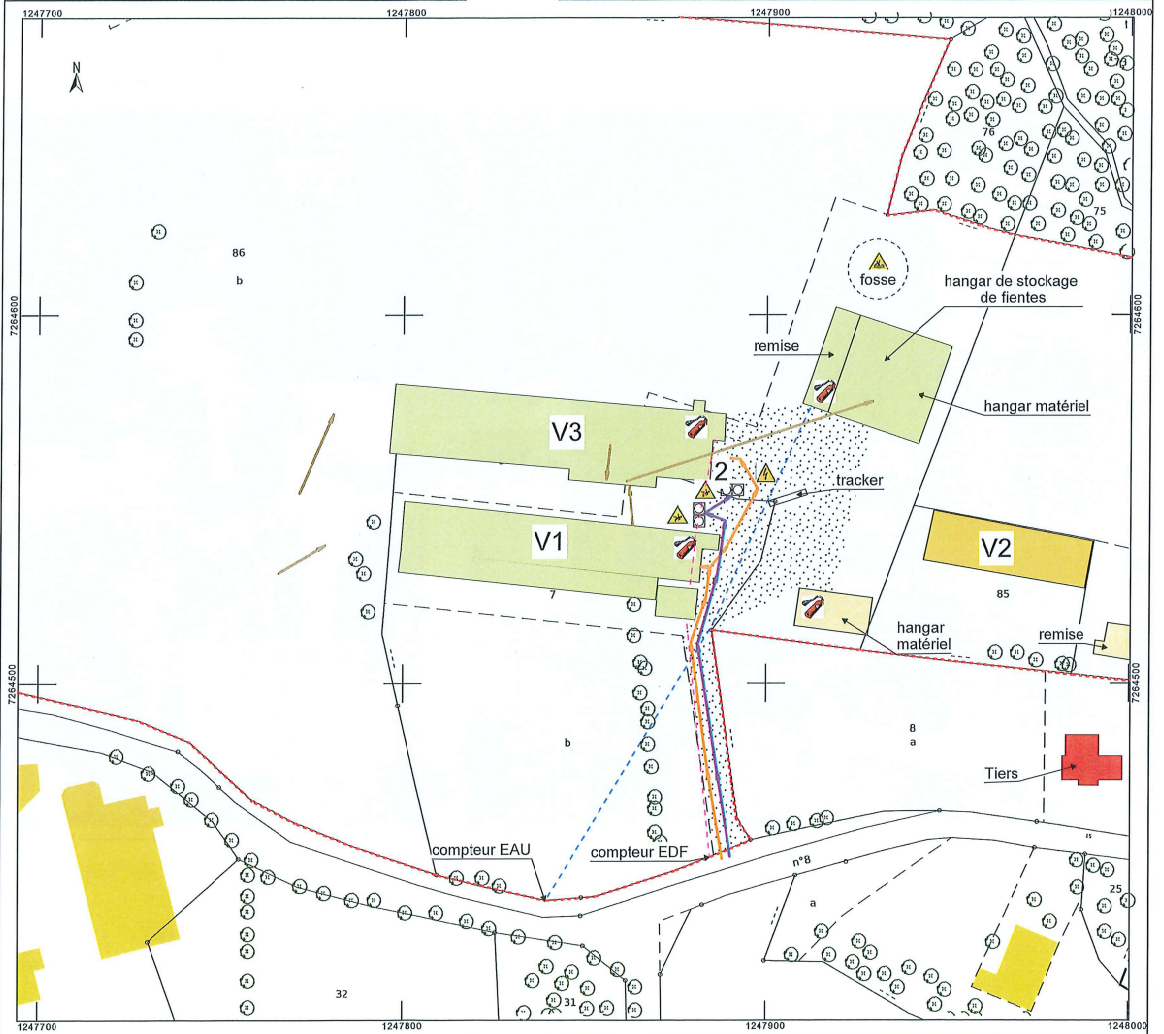 1247700
1247800
1247900
1248000
N
76
75
86
b
fosse
hangar de stockage
de fientes
7264600
7264600
remise
hangar matériel
V3
2
tracker
V1
V2
7
85
hangar
matériel
remise
7264500
7264500
8
a
b
Tiers
compteur EAU
compteur EDF
n°8
15
25
a
32
31
1247700
1247800
1247900
1248000